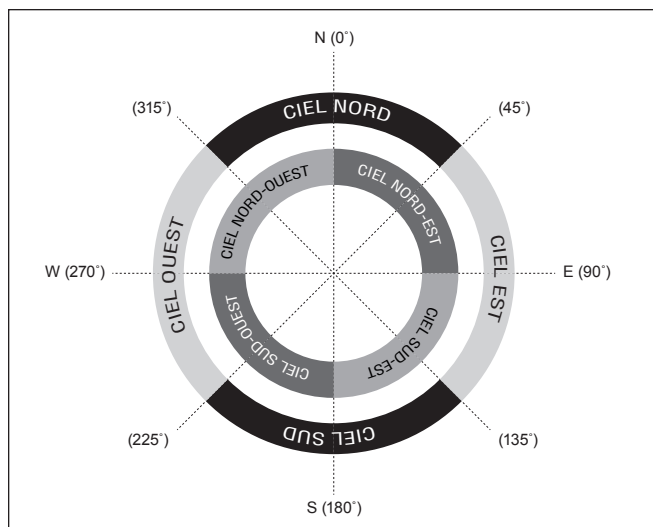 N (0˚)
(315˚)
CIEL NORD
(45˚)
CIEL NORD-OUEST
CIEL NORD-EST
W (270˚)
CIEL OUEST
CIEL EST
E (90˚)
CIEL SUD-OUEST
CIEL SUD-EST
(225˚)
CIEL SUD
(135˚)
S (180˚)